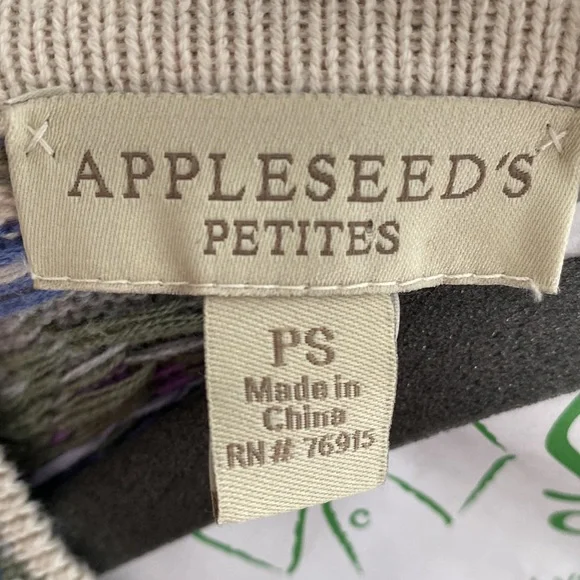 APPLESEED'S
PETITES
PS
Made in
China
RN# 76915